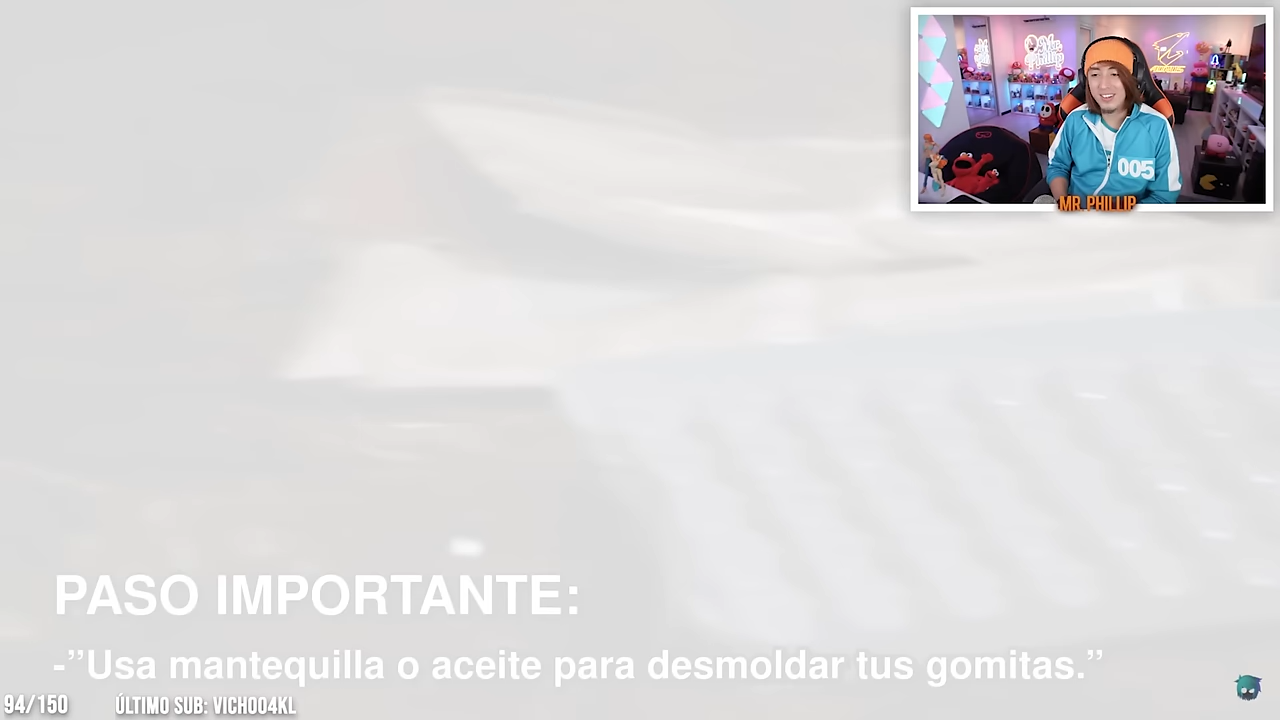 Mr.
Phillip
005
MR. PHILLIP
PASO IMPORTANTE:
-”Usa mantequilla o aceite para desmoldar tus gomitas.”
94/150
ÚLTIMO SUB: VICHOO4KL